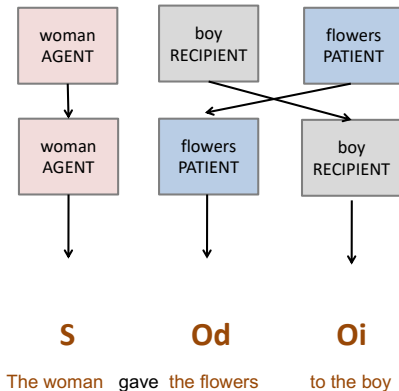 woman boy flowers
AGENT RECIPIENT PATIENT
woman flowers boy
AGENT PATIENT RECIPIENT
S Od Oi
The woman gave the flowers to the boy